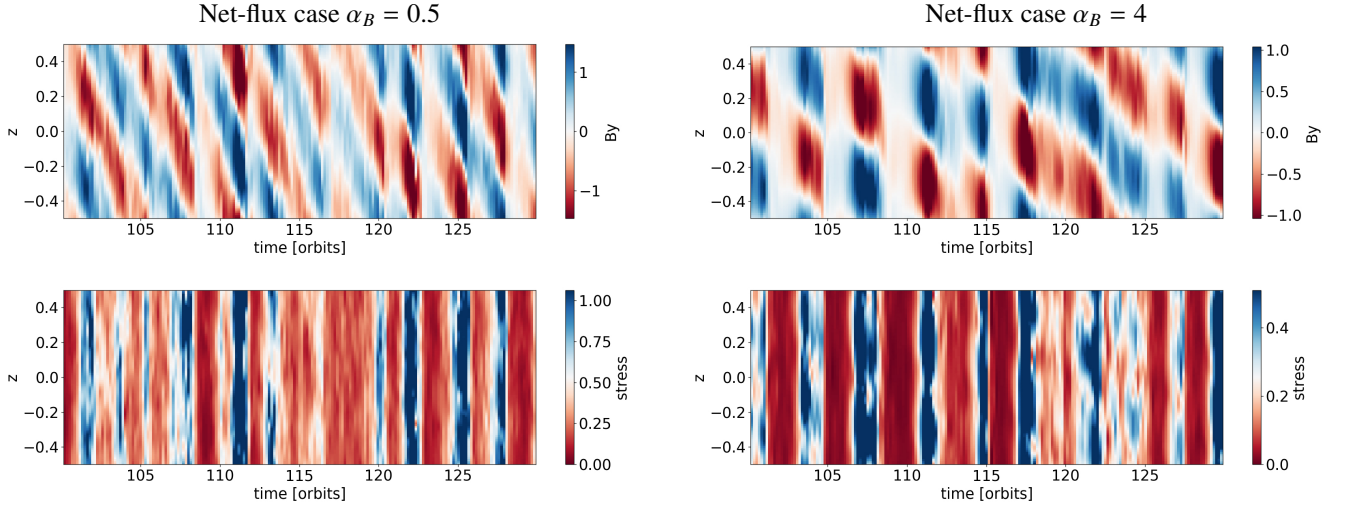 Net-flux case α_B = 0.5
Net-flux case α_B = 4
0.4
0.2
0.0
−0.2
−0.4
z
105 110 115 120 125
time [orbits]
1
0
−1
By
0.4
0.2
0.0
−0.2
−0.4
z
105 110 115 120 125
time [orbits]
1.0
0.5
0.0
−0.5
−1.0
By
0.4
0.2
0.0
−0.2
−0.4
z
105 110 115 120 125
time [orbits]
1.00
0.75
0.50
0.25
0.00
stress
0.4
0.2
0.0
−0.2
−0.4
z
105 110 115 120 125
time [orbits]
0.4
0.2
0.0
stress